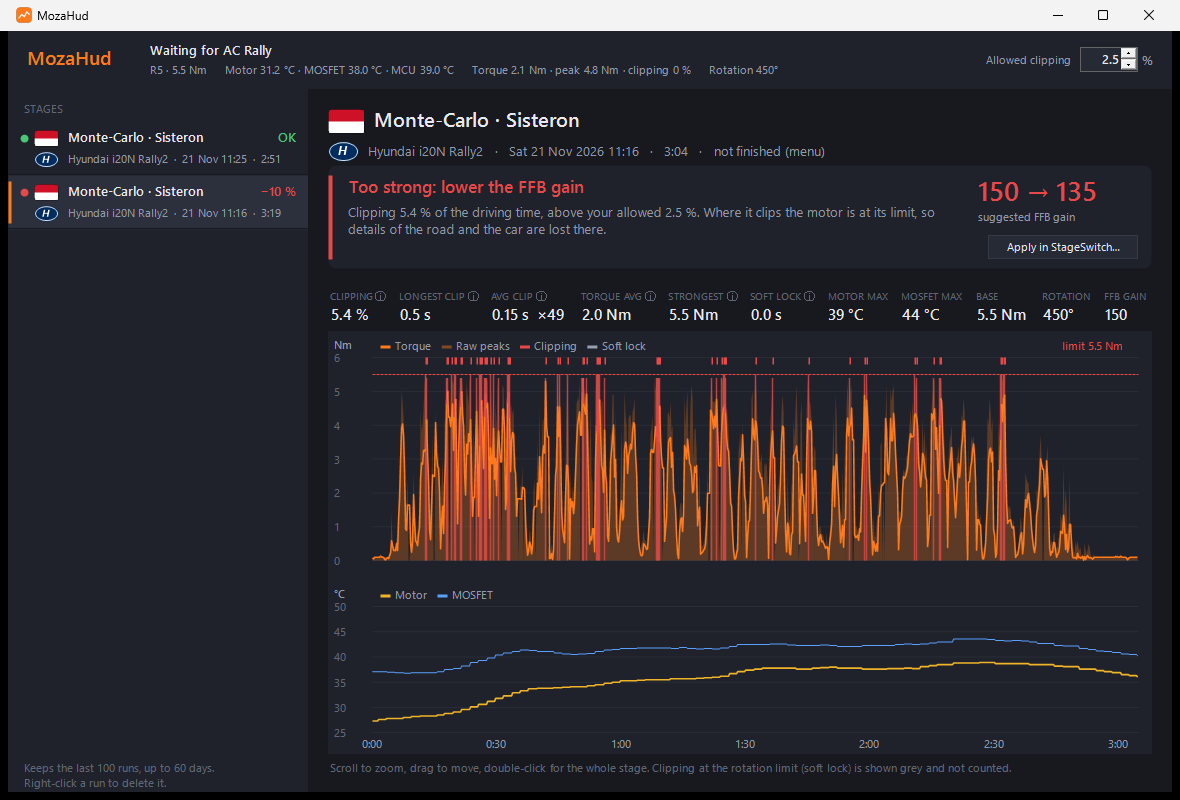 MozaHud
MozaHud
Waiting for AC Rally
R5 · 5.5 Nm Motor 31.2 °C · MOSFET 38.0 °C · MCU 39.0 °C Torque 2.1 Nm · peak 4.8 Nm · clipping 0 % Rotation 450°
Allowed clipping 2.5 %
STAGES
Monte-Carlo · Sisteron OK
H Hyundai i20N Rally2 · 21 Nov 11:25 · 2:51
Monte-Carlo · Sisteron −10 %
H Hyundai i20N Rally2 · 21 Nov 11:16 · 3:19
Keeps the last 100 runs, up to 60 days.
Right-click a run to delete it.
Monte-Carlo · Sisteron
H Hyundai i20N Rally2 · Sat 21 Nov 2026 11:16 · 3:04 · not finished (menu)
Too strong: lower the FFB gain
Clipping 5.4 % of the driving time, above your allowed 2.5 %. Where it clips the motor is at its limit, so
details of the road and the car are lost there.
150 → 135
suggested FFB gain
Apply in StageSwitch...
CLIPPING ⓘ LONGEST CLIP ⓘ AVG CLIP ⓘ TORQUE AVG ⓘ STRONGEST ⓘ SOFT LOCK ⓘ MOTOR MAX MOSFET MAX BASE ROTATION FFB GAIN
5.4 % 0.5 s 0.15 s ×49 2.0 Nm 5.5 Nm 0.0 s 39 °C 44 °C 5.5 Nm 450° 150
Nm Torque Raw peaks Clipping Soft lock limit 5.5 Nm
6
5
4
3
2
1
0
°C Motor MOSFET
50
45
40
35
30
25
0:00 0:30 1:00 1:30 2:00 2:30 3:00
Scroll to zoom, drag to move, double-click for the whole stage. Clipping at the rotation limit (soft lock) is shown grey and not counted.